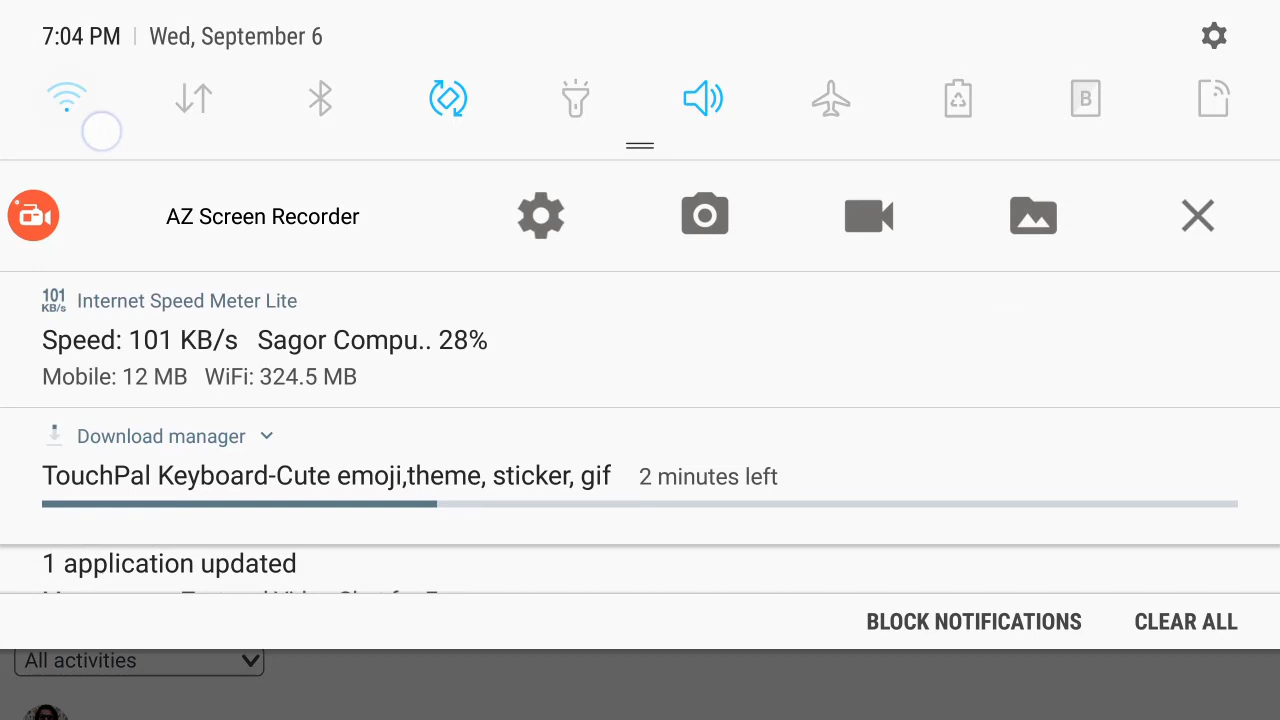 7:04 PM | Wed, September 6
B
AZ Screen Recorder
101 KB/s Internet Speed Meter Lite
Speed: 101 KB/s Sagor Compu.. 28%
Mobile: 12 MB WiFi: 324.5 MB
Download manager
TouchPal Keyboard-Cute emoji,theme, sticker, gif 2 minutes left
1 application updated
BLOCK NOTIFICATIONS CLEAR ALL
All activities